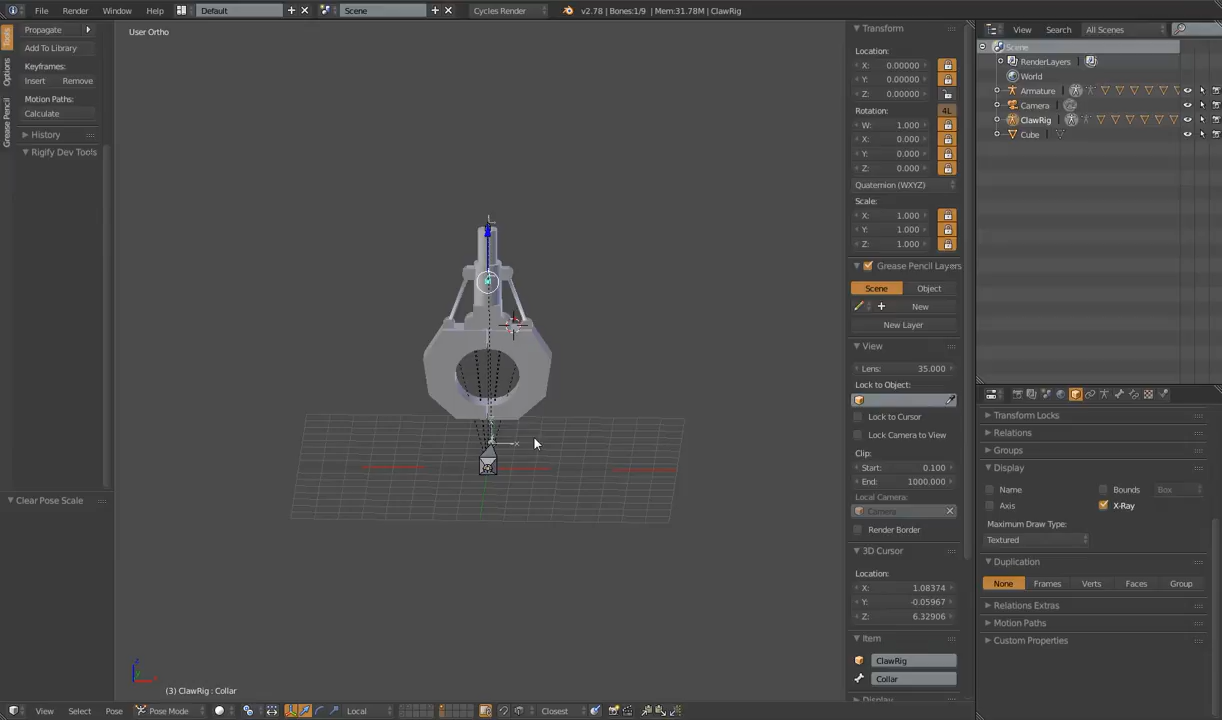 File Render Window Help Default Scene Cycles Render v2.78 | Bones:1/9 | Mem:31.78M | ClawRig
Tools
Options
Grease Pencil
Propagate
Add To Library
Keyframes:
Insert Remove
Motion Paths:
Calculate
History
Rigify Dev Tools
Clear Pose Scale
User Ortho
(3) ClawRig : Collar
View Select Pose Pose Mode Local Closest
Transform
Location:
X: 0.00000
Y: 0.00000
Z: 0.00000
Rotation: 4L
W: 1.000
X: 0.000
Y: 0.000
Z: 0.000
Quaternion (WXYZ)
Scale:
X: 1.000
Y: 1.000
Z: 1.000
Grease Pencil Layers
Scene Object
New
New Layer
View
Lens: 35.000
Lock to Object:
Lock to Cursor
Lock Camera to View
Clip:
Start: 0.100
End: 1000.000
Local Camera:
Camera
Render Border
3D Cursor
Location:
X: 1.08374
Y: -0.05967
Z: 6.32906
Item
ClawRig
Collar
Display
View Search All Scenes
Scene
RenderLayers
World
Armature
Camera
ClawRig
Cube
Transform Locks
Relations
Groups
Display
Name Bounds Box
Axis X-Ray
Maximum Draw Type:
Textured
Duplication
None Frames Verts Faces Group
Relations Extras
Motion Paths
Custom Properties